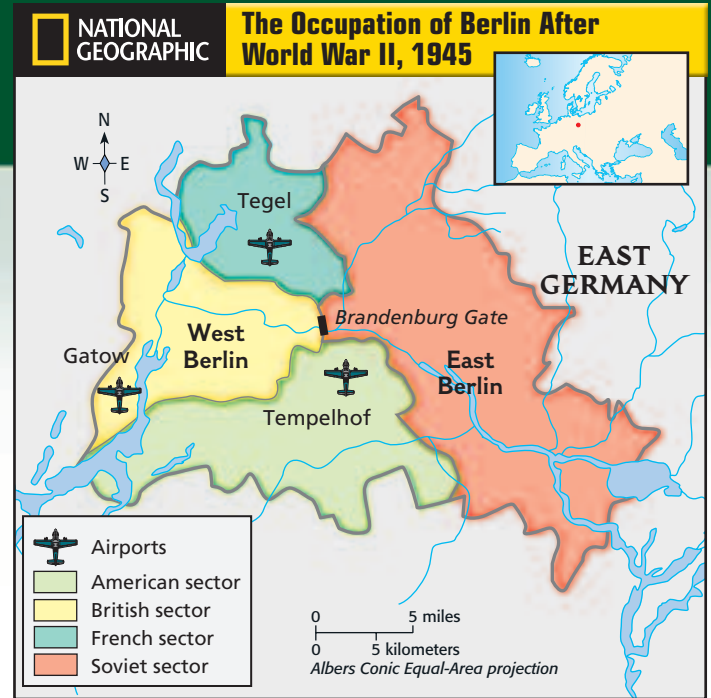 NATIONAL
GEOGRAPHIC
The Occupation of Berlin After
World War II, 1945
N
W E
S
Tegel
EAST
GERMANY
Brandenburg Gate
West
Berlin
Gatow
East
Berlin
Tempelhof
Airports
American sector
British sector
French sector
Soviet sector
0 5 miles
0 5 kilometers
Albers Conic Equal-Area projection